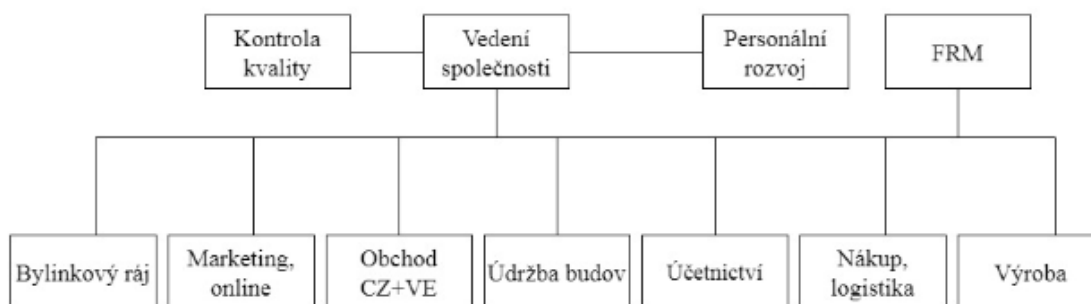 Kontrola
kvality
Vedení
společnosti
Personální
rozvoj
FRM
Bylinkový ráj
Marketing,
online
Obchod
CZ+VE
Údržba budov
Účetnictví
Nákup,
logistika
Výroba